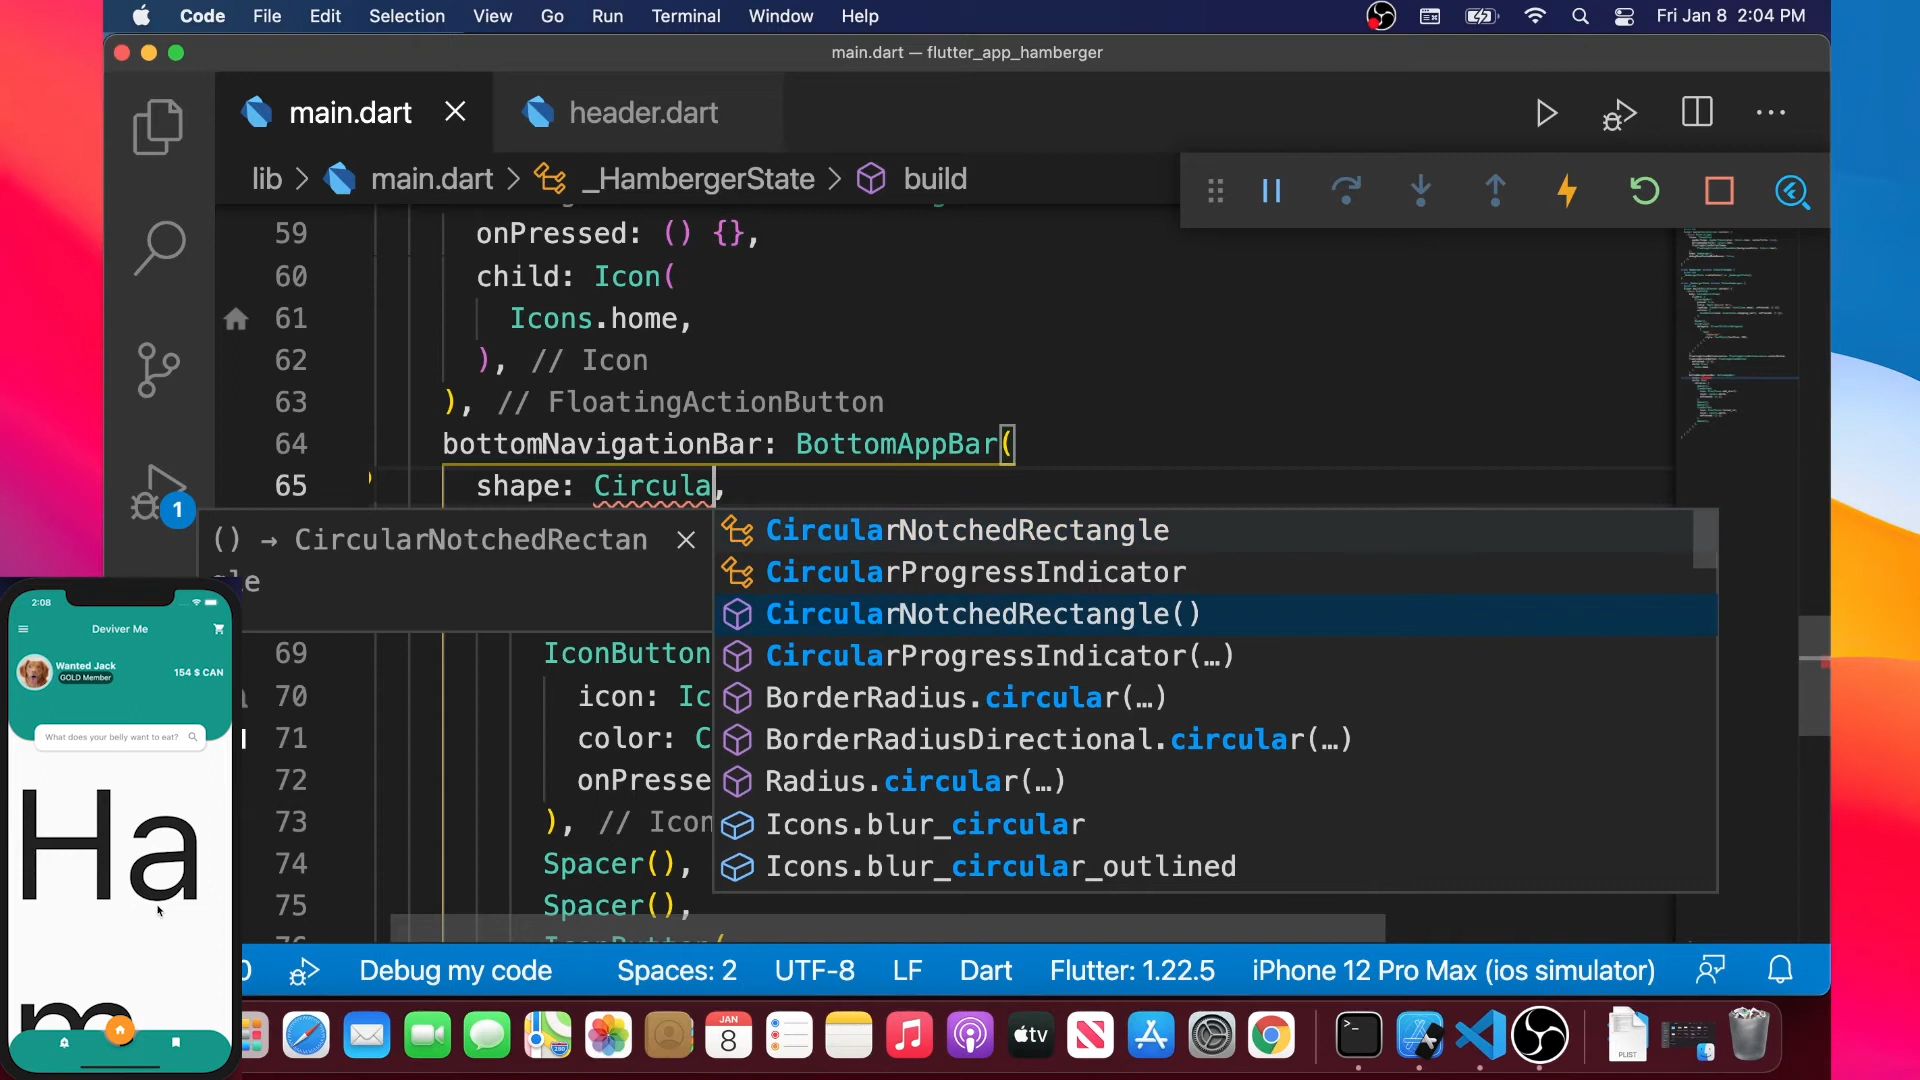 Code File Edit Selection View Go Run Terminal Window Help
Fri Jan 8 2:04 PM
main.dart — flutter_app_hamberger
main.dart
header.dart
lib > main.dart > _HambergerState > build
59 onPressed: () {},
60 child: Icon(
61 Icons.home,
62 ), // Icon
63 ), // FloatingActionButton
64 bottomNavigationBar: BottomAppBar(
65 shape: Circula,
() → CircularNotchedRectan
le
CircularNotchedRectangle
CircularProgressIndicator
CircularNotchedRectangle()
CircularProgressIndicator(…)
BorderRadius.circular(…)
BorderRadiusDirectional.circular(…)
Radius.circular(…)
Icons.blur_circular
Icons.blur_circular_outlined
69 IconButton
70 icon: Ic
71 color: C
72 onPresse
73 ), // Icon
74 Spacer(),
75 Spacer(),
1
2:08
Deviver Me
Wanted Jack
GOLD Member
154 $ CAN
What does your belly want to eat?
Ha
m
0 Debug my code Spaces: 2 UTF-8 LF Dart Flutter: 1.22.5 iPhone 12 Pro Max (ios simulator)
JAN
8
tv
PLIST